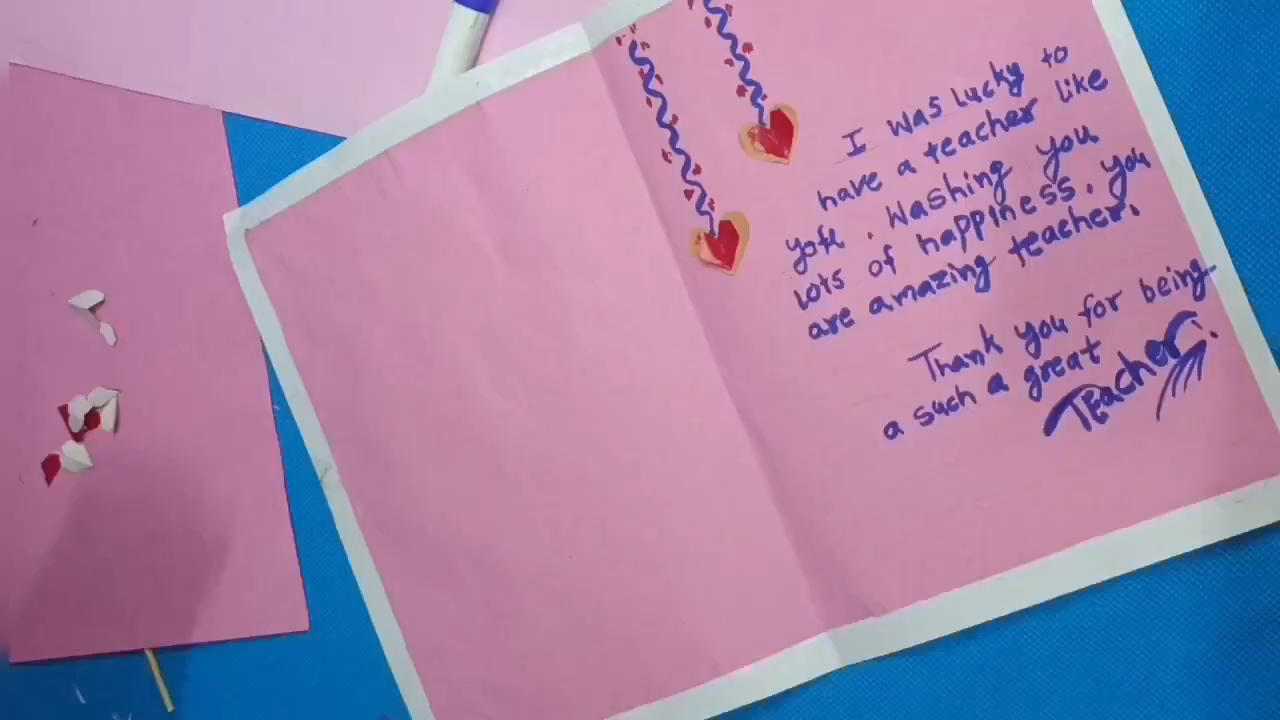 I was lucky to
have a teacher like
you. Washing you
lots of happiness. you
are amazing teacher.
Thank you for being
a such a great
Teacher.